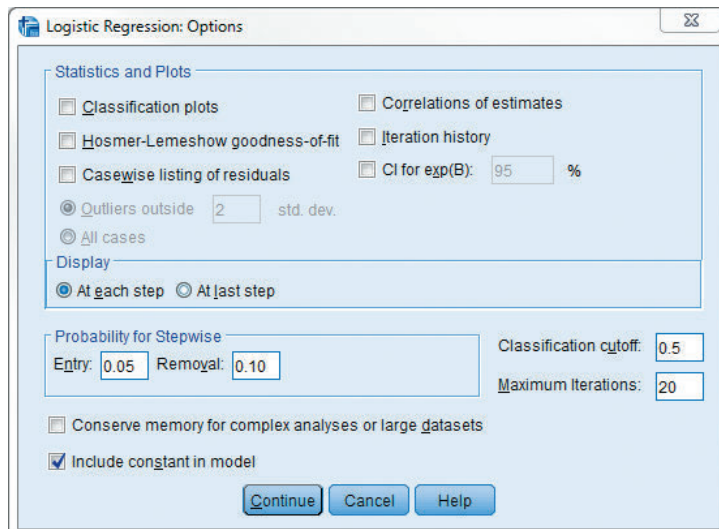 Logistic Regression: Options
Statistics and Plots
Classification plots
Hosmer-Lemeshow goodness-of-fit
Casewise listing of residuals
Outliers outside 2 std. dev.
All cases
Correlations of estimates
Iteration history
CI for exp(B): 95 %
Display
At each step At last step
Probability for Stepwise
Entry: 0.05 Removal: 0.10
Classification cutoff: 0.5
Maximum Iterations: 20
Conserve memory for complex analyses or large datasets
Include constant in model
Continue Cancel Help